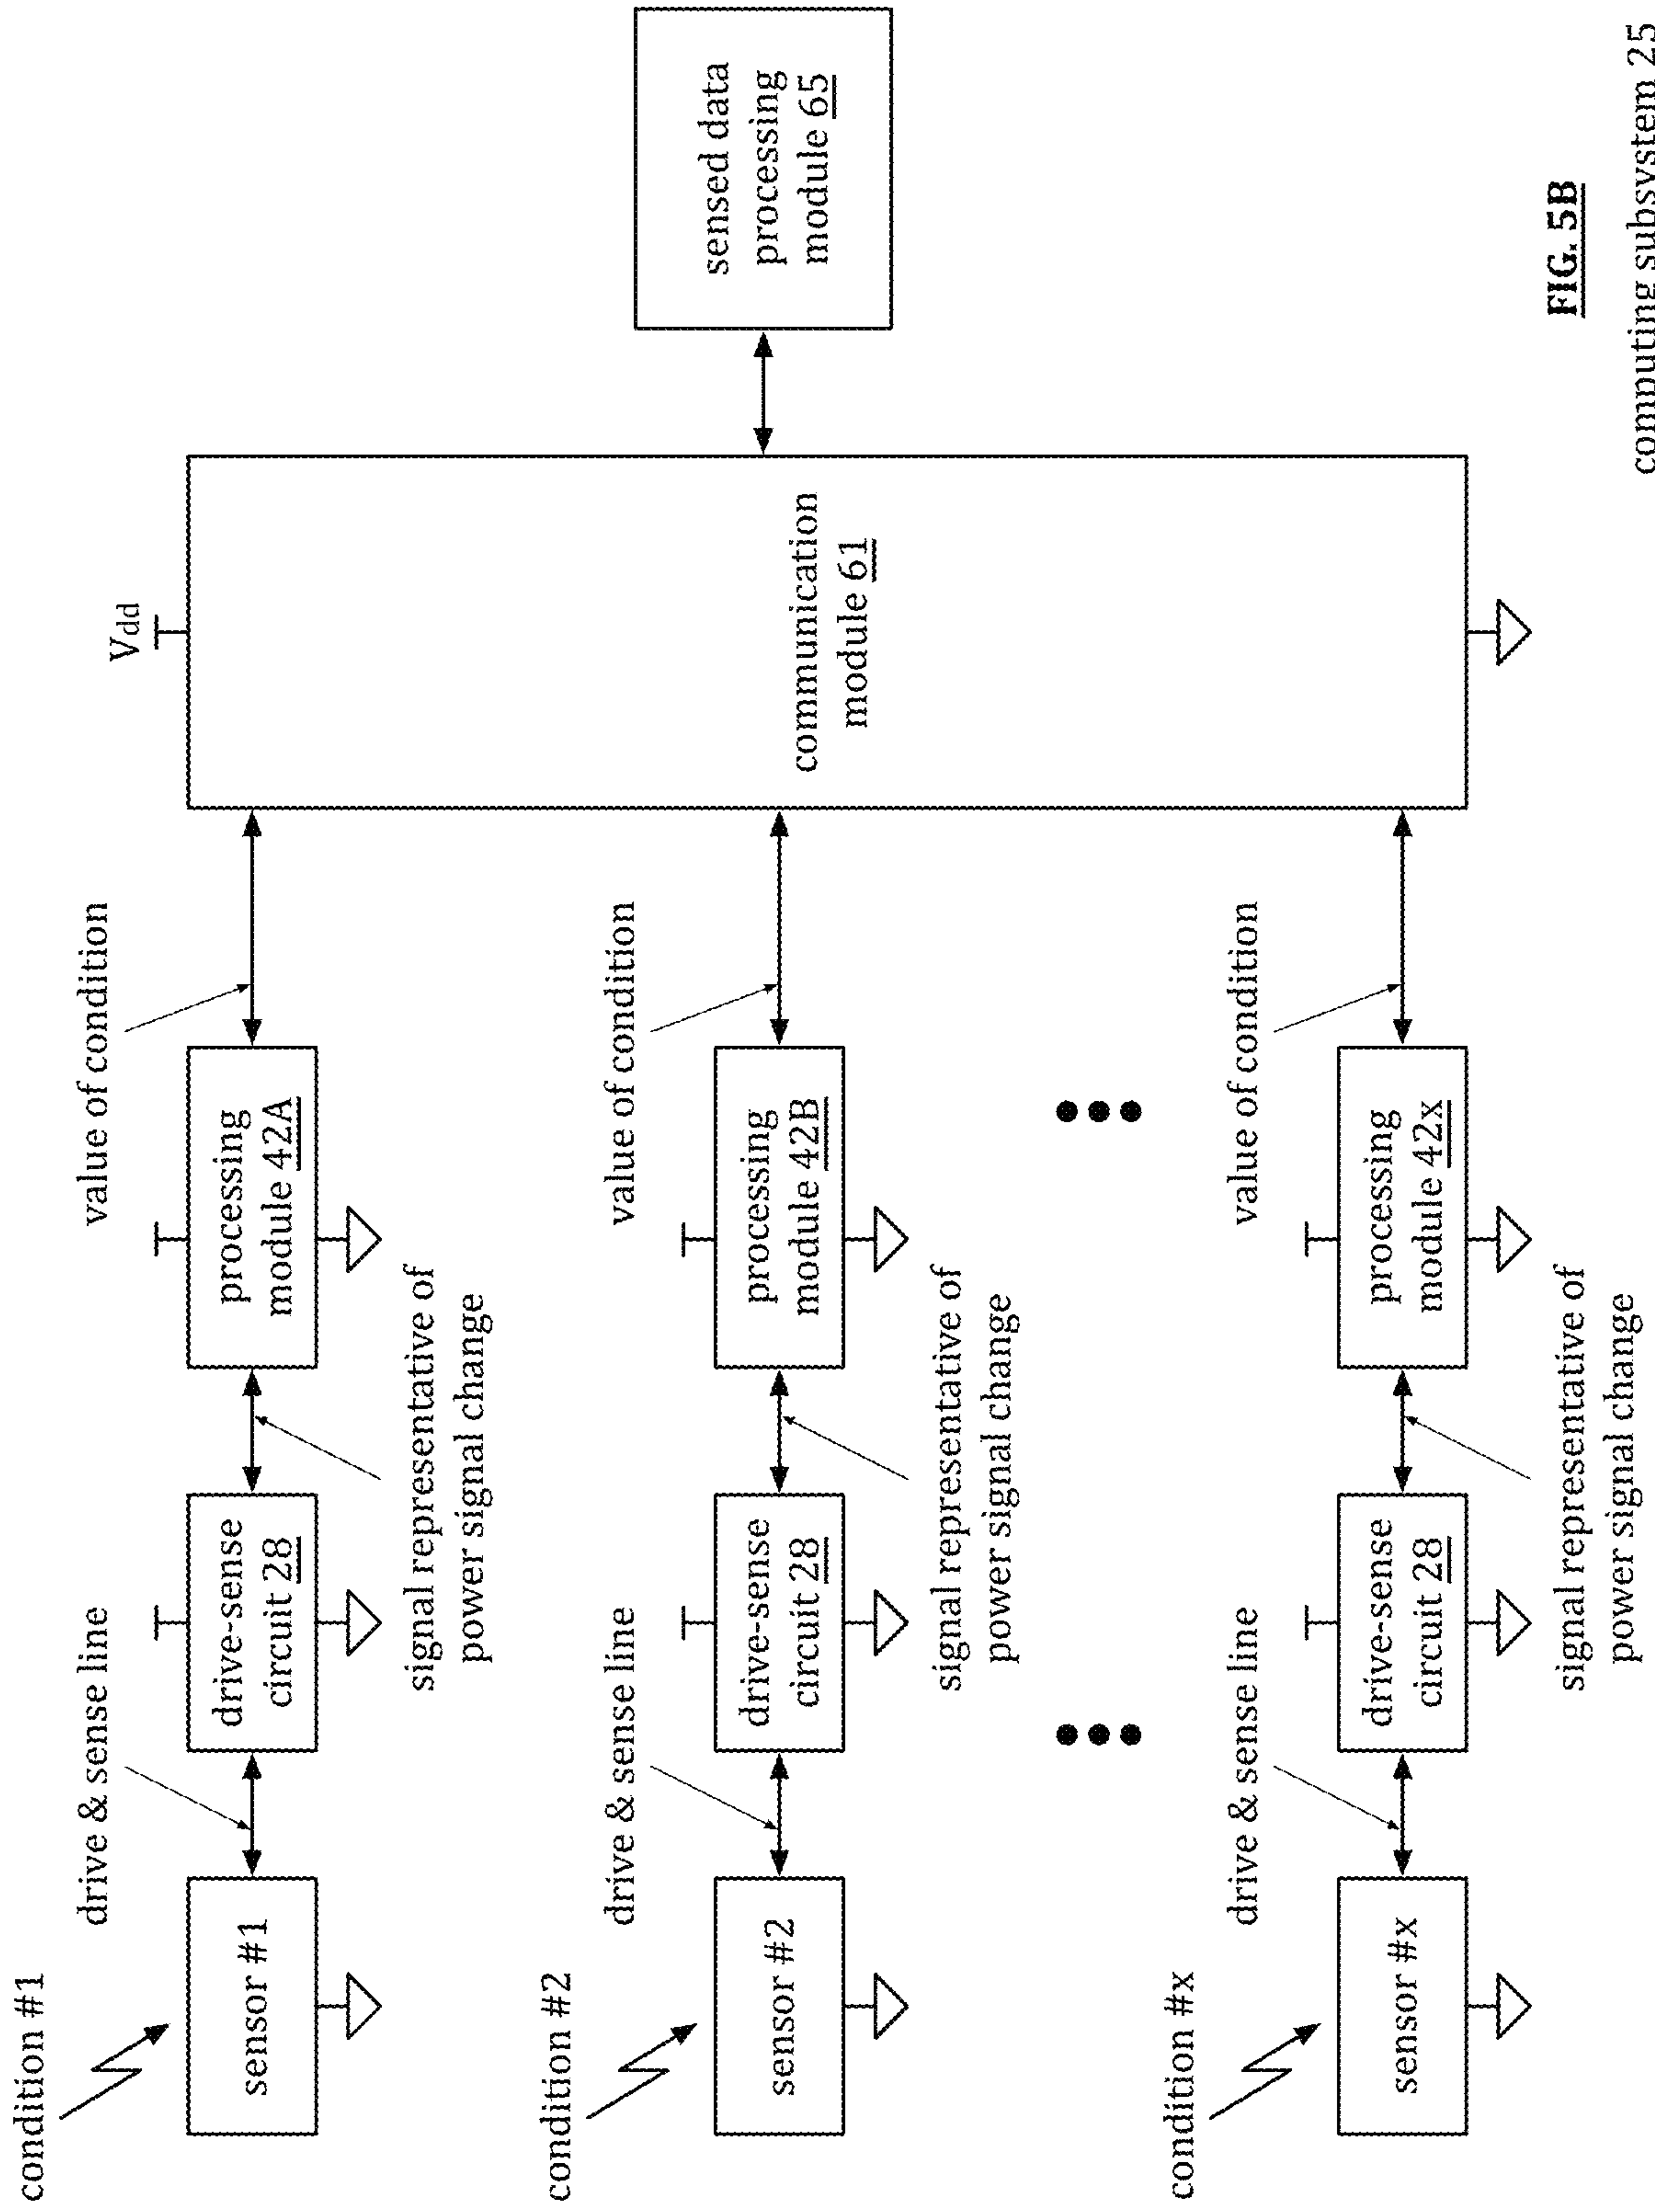 condition #1
drive & sense line
value of condition
Vdd
sensor #1
drive-sense
circuit 28
processing
module 42A
signal representative of
power signal change
condition #2
drive & sense line
value of condition
sensor #2
drive-sense
circuit 28
processing
module 42B
signal representative of
power signal change
communication
module 61
sensed data
processing
module 65
condition #x
drive & sense line
value of condition
sensor #x
drive-sense
circuit 28
processing
module 42x
signal representative of
power signal change
FIG. 5B
computing subsystem 25